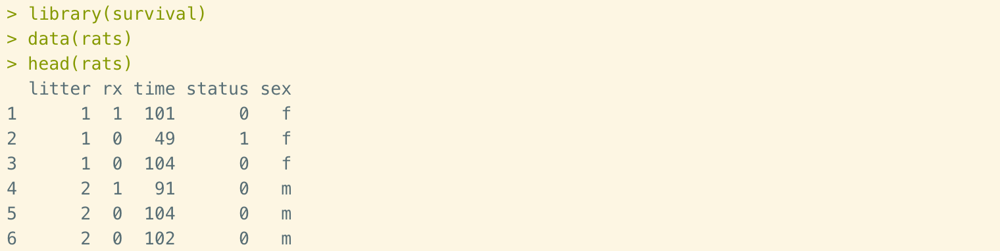 > library(survival)
> data(rats)
> head(rats)
  litter rx time status sex
1      1  1  101      0   f
2      1  0   49      1   f
3      1  0  104      0   f
4      2  1   91      0   m
5      2  0  104      0   m
6      2  0  102      0   m